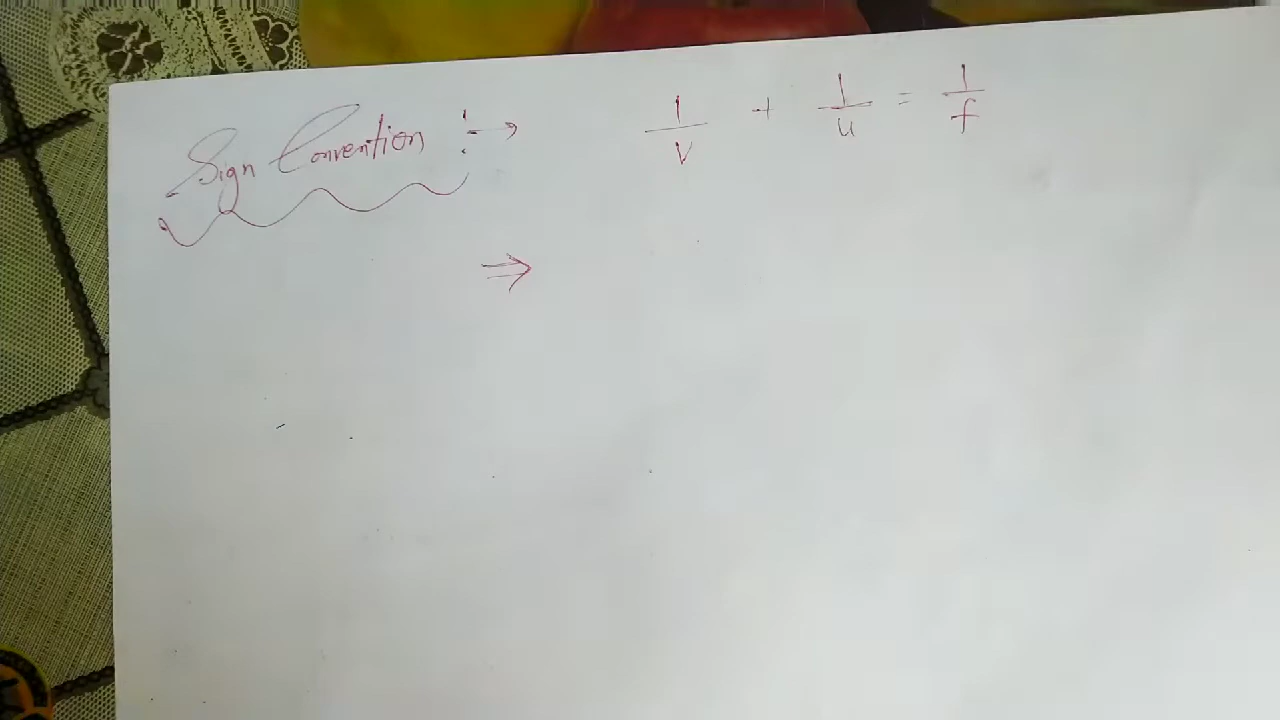 Sign Convention :→ 1/v + 1/u = 1/f
⇒